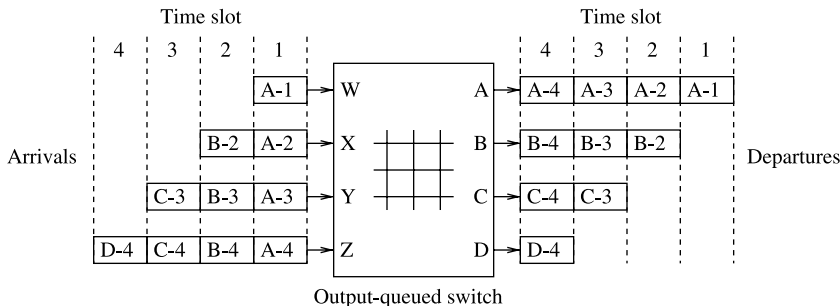 Time slot Time slot
4 3 2 1 4 3 2 1
A-1 W A A-4 A-3 A-2 A-1
B-2 A-2 X B B-4 B-3 B-2
Arrivals Departures
C-3 B-3 A-3 Y C C-4 C-3
D-4 C-4 B-4 A-4 Z D D-4
Output-queued switch